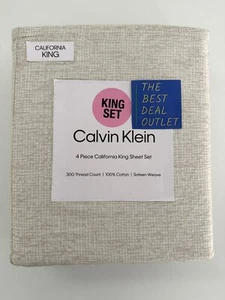 CALIFORNIA
KING
KING
SET
THE
BEST
DEAL
OUTLET
Calvin Klein
4 Piece California King Sheet Set
300 Thread Count | 100% Cotton | Sateen Weave